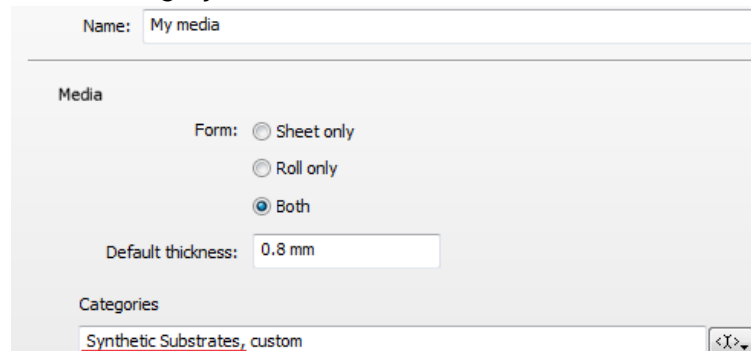 Name: My media
Media
Form: Sheet only
Roll only
Both
Default thickness: 0.8 mm
Categories
Synthetic Substrates, custom